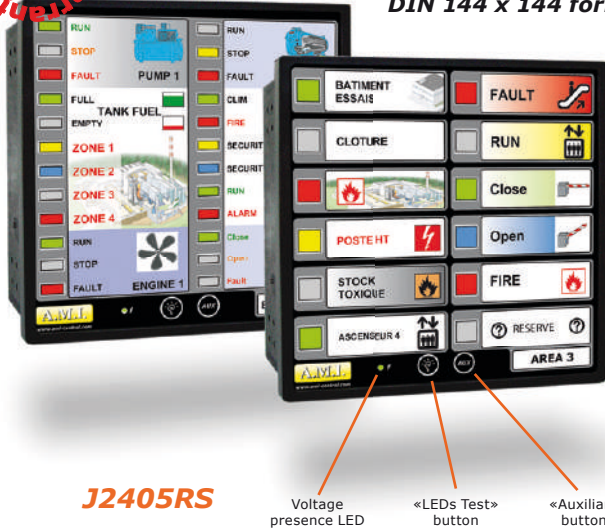 DIN 144 x 144
RUN
STOP
FAULT
PUMP 1
FULL
TANK FUEL
EMPTY
ZONE 1
ZONE 2
ZONE 3
ZONE 4
RUN
STOP
FAULT
ENGINE 1
RUN
STOP
FAULT
CLIM
FIRE
SECURIT
SECURIT
RUN
ALARM
Close
Open
Fault
A.M.I.
AUX
BATIMENT
ESSAIS
CLOTURE
POSTE HT
STOCK
TOXIQUE
ASCENSEUR 4
FAULT
RUN
Close
Open
FIRE
? RESERVE ?
AREA 3
A.M.I.
AUX
J2405RS
Voltage
presence LED
«LEDs Test»
button
«Auxilia
button